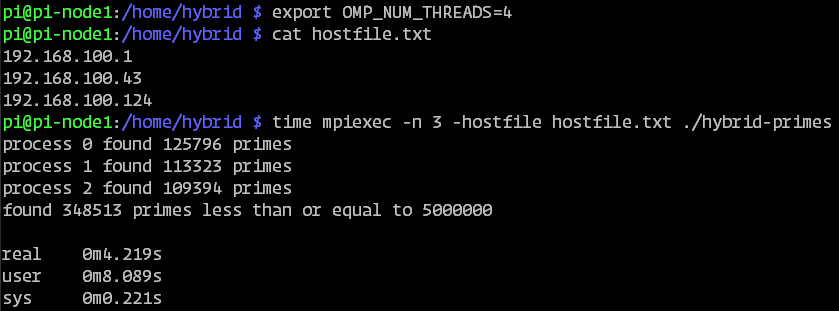 pi@pi-node1:/home/hybrid $ export OMP_NUM_THREADS=4
pi@pi-node1:/home/hybrid $ cat hostfile.txt
192.168.100.1
192.168.100.43
192.168.100.124
pi@pi-node1:/home/hybrid $ time mpiexec -n 3 -hostfile hostfile.txt ./hybrid-primes
process 0 found 125796 primes
process 1 found 113323 primes
process 2 found 109394 primes
found 348513 primes less than or equal to 5000000

real    0m4.219s
user    0m8.089s
sys     0m0.221s